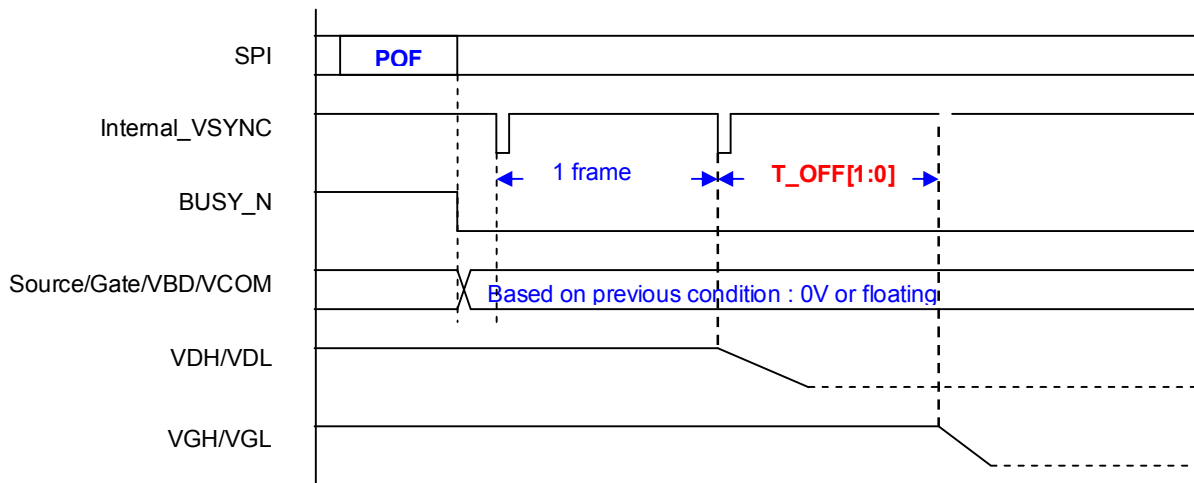 SPI
POF
Internal_VSYNC
1 frame
T_OFF[1:0]
BUSY_N
Source/Gate/VBD/VCOM
Based on previous condition : 0V or floating
VDH/VDL
VGH/VGL